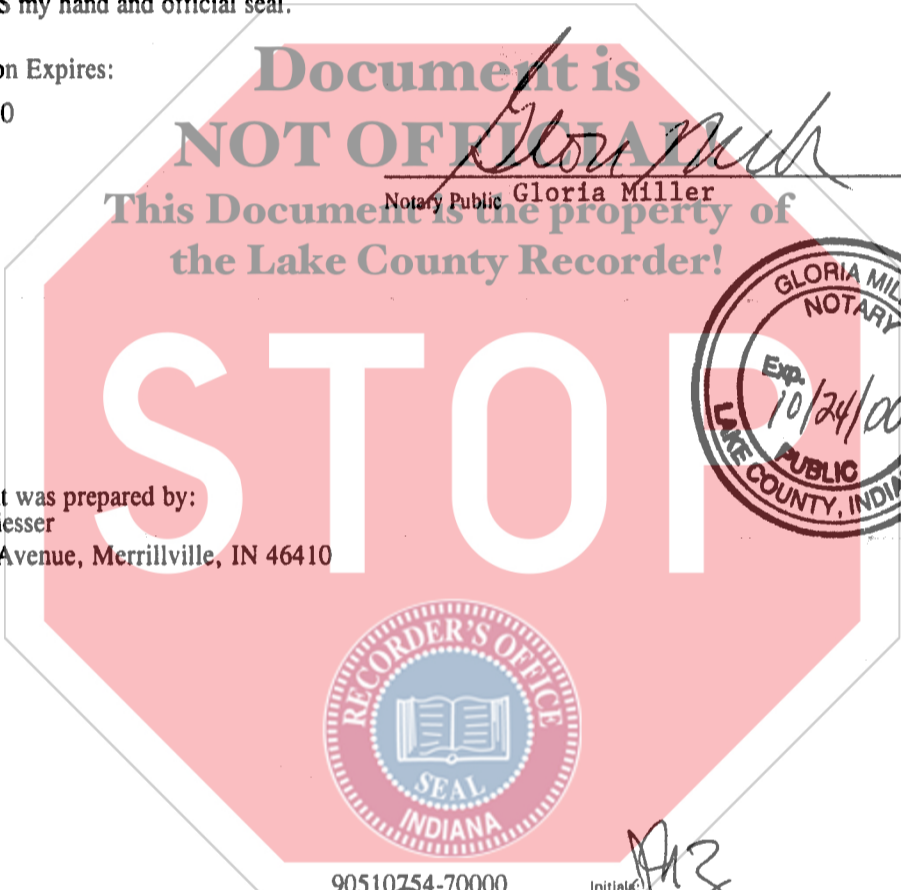 S my hand and official seal.
on Expires:
0
Document is
NOT OFFICIAL!
This Document is the property of
the Lake County Recorder!
Notary Public Gloria Miller
GLORIA MIL
NOTARY
Exp.
10/24/00
PUBLIC
LAKE COUNTY, INDIA
STOP
t was prepared by:
esser
Avenue, Merrillville, IN 46410
RECORDER'S OFFICE
SEAL
INDIANA
90510754-70000
Initials: